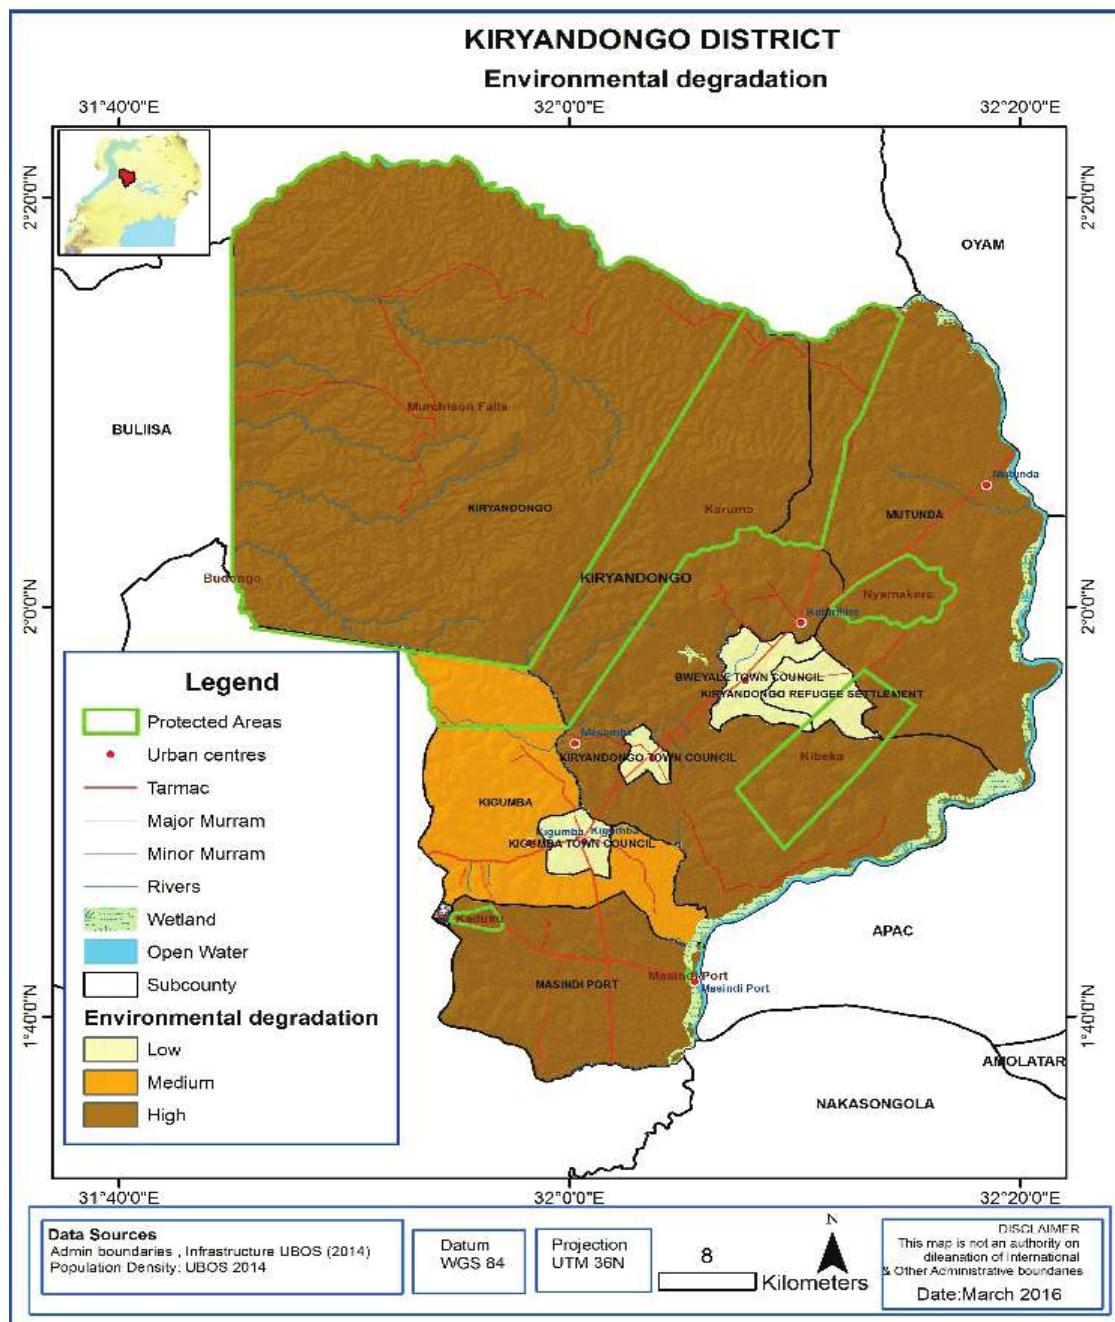 KIRYANDONGO DISTRICT
Environmental degradation
31°40'0"E
32°0'0"E
32°20'0"E
2°20'0"N
2°20'0"N
OYAM
BULIISA
Murchison Falls
Mutunda
KIRYANDONGO
Karuma
MUTUNDA
Budongo
KIRYANDONGO
Nyamakere
2°0'0"N
2°0'0"N
BWEYALE TOWN COUNCIL
KIRYANDONGO REFUGEE SETTLEMENT
Masamba
KIRYANDONGO TOWN COUNCIL
Kibeka
KIGUMBA
Kigumba
Kigumba
KIGUMBA TOWN COUNCIL
Kaduku
APAC
MASINDI PORT
Masindi Port
Masindi Port
1°40'0"N
1°40'0"N
AMOLATAR
NAKASONGOLA
Legend
Protected Areas
Urban centres
Tarmac
Major Murram
Minor Murram
Rivers
Wetland
Open Water
Subcounty
Environmental degradation
Low
Medium
High
31°40'0"E
32°0'0"E
32°20'0"E
Data Sources
Admin boundaries , Infrastructure UBOS (2014)
Population Density: UBOS 2014
Datum
WGS 84
Projection
UTM 36N
8
Kilometers
N
DISCLAIMER
This map is not an authority on
dileanation of International
& Other Administrative boundaries
Date:March 2016